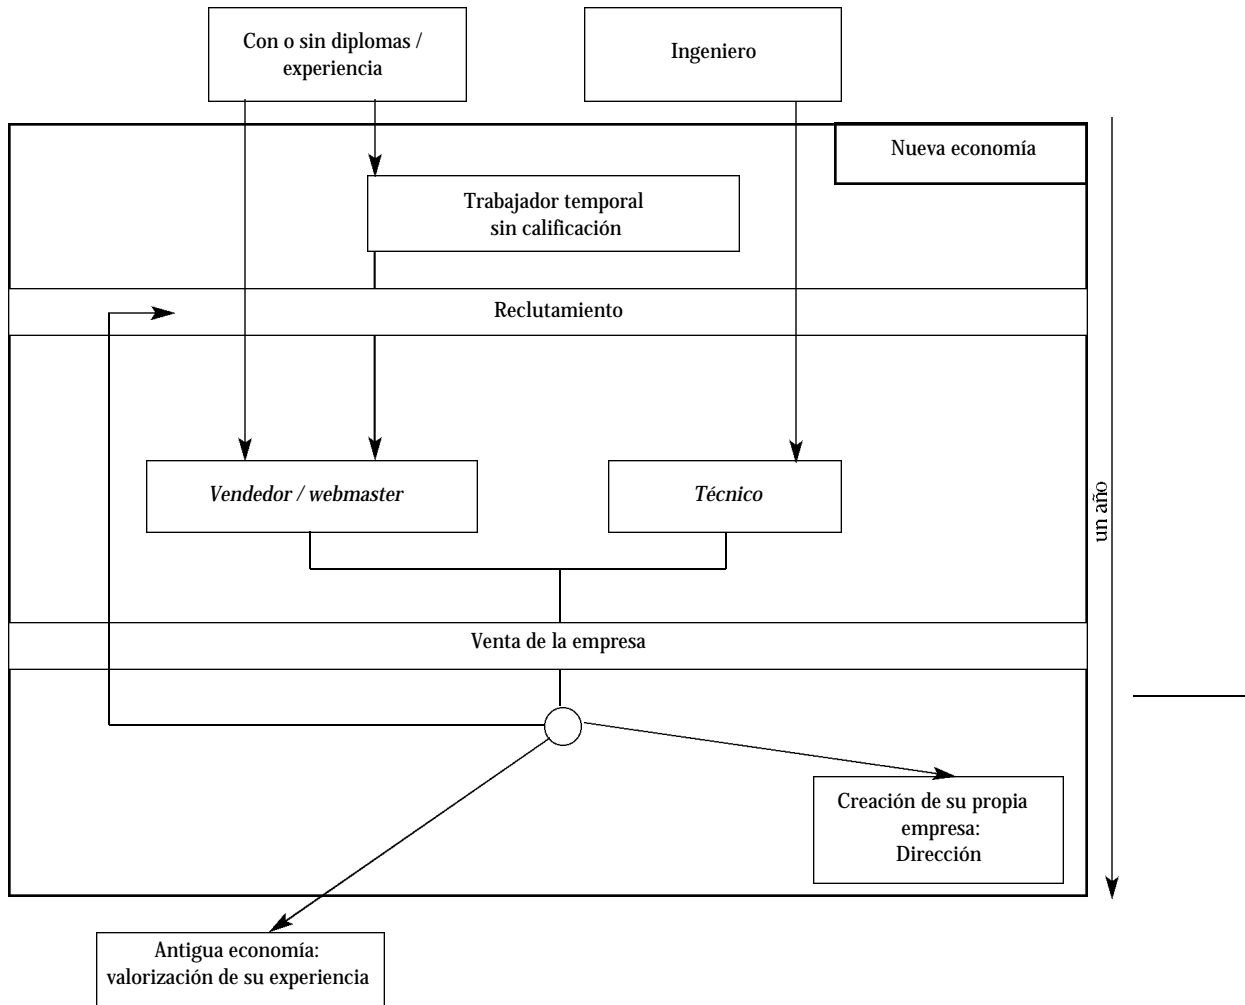 Con o sin diplomas /
experiencia
Ingeniero
Nueva economía
Trabajador temporal
sin calificación
Reclutamiento
Vendedor / webmaster
Técnico
un año
Venta de la empresa
Creación de su propia
empresa:
Dirección
Antigua economía:
valorización de su experiencia